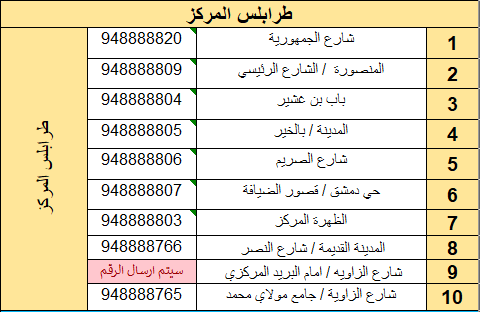 طرابلس المركز
1 شارع الجمهورية 948888820
2 المنصورة / الشارع الرئيسي 948888809
3 باب بن غشير 948888804
4 المدينة / بالخير 948888805
5 شارع الصريم 948888806
6 حي دمشق / قصور الضيافة 948888807
7 الظهرة المركز 948888803
8 المدينة القديمة / شارع النصر 948888766
9 شارع الزاويه / امام البريد المركزي سيتم ارسال الرقم
10 شارع الزاوية / جامع مولاي محمد 948888765
طرابلس المركز